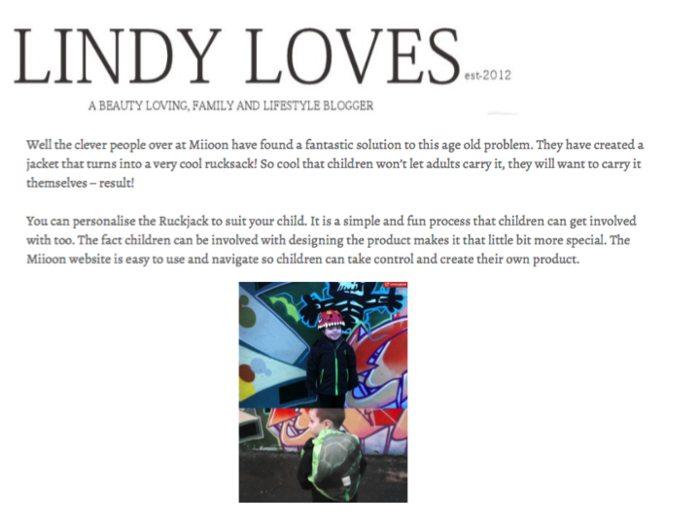 LINDY LOVES est.2012
A BEAUTY LOVING, FAMILY AND LIFESTYLE BLOGGER
Well the clever people over at Miioon have found a fantastic solution to this age old problem. They have created a
jacket that turns into a very cool rucksack! So cool that children won't let adults carry it, they will want to carry it
themselves – result!
You can personalise the Ruckjack to suit your child. It is a simple and fun process that children can get involved
with too. The fact children can be involved with designing the product makes it that little bit more special. The
Miioon website is easy to use and navigate so children can take control and create their own product.